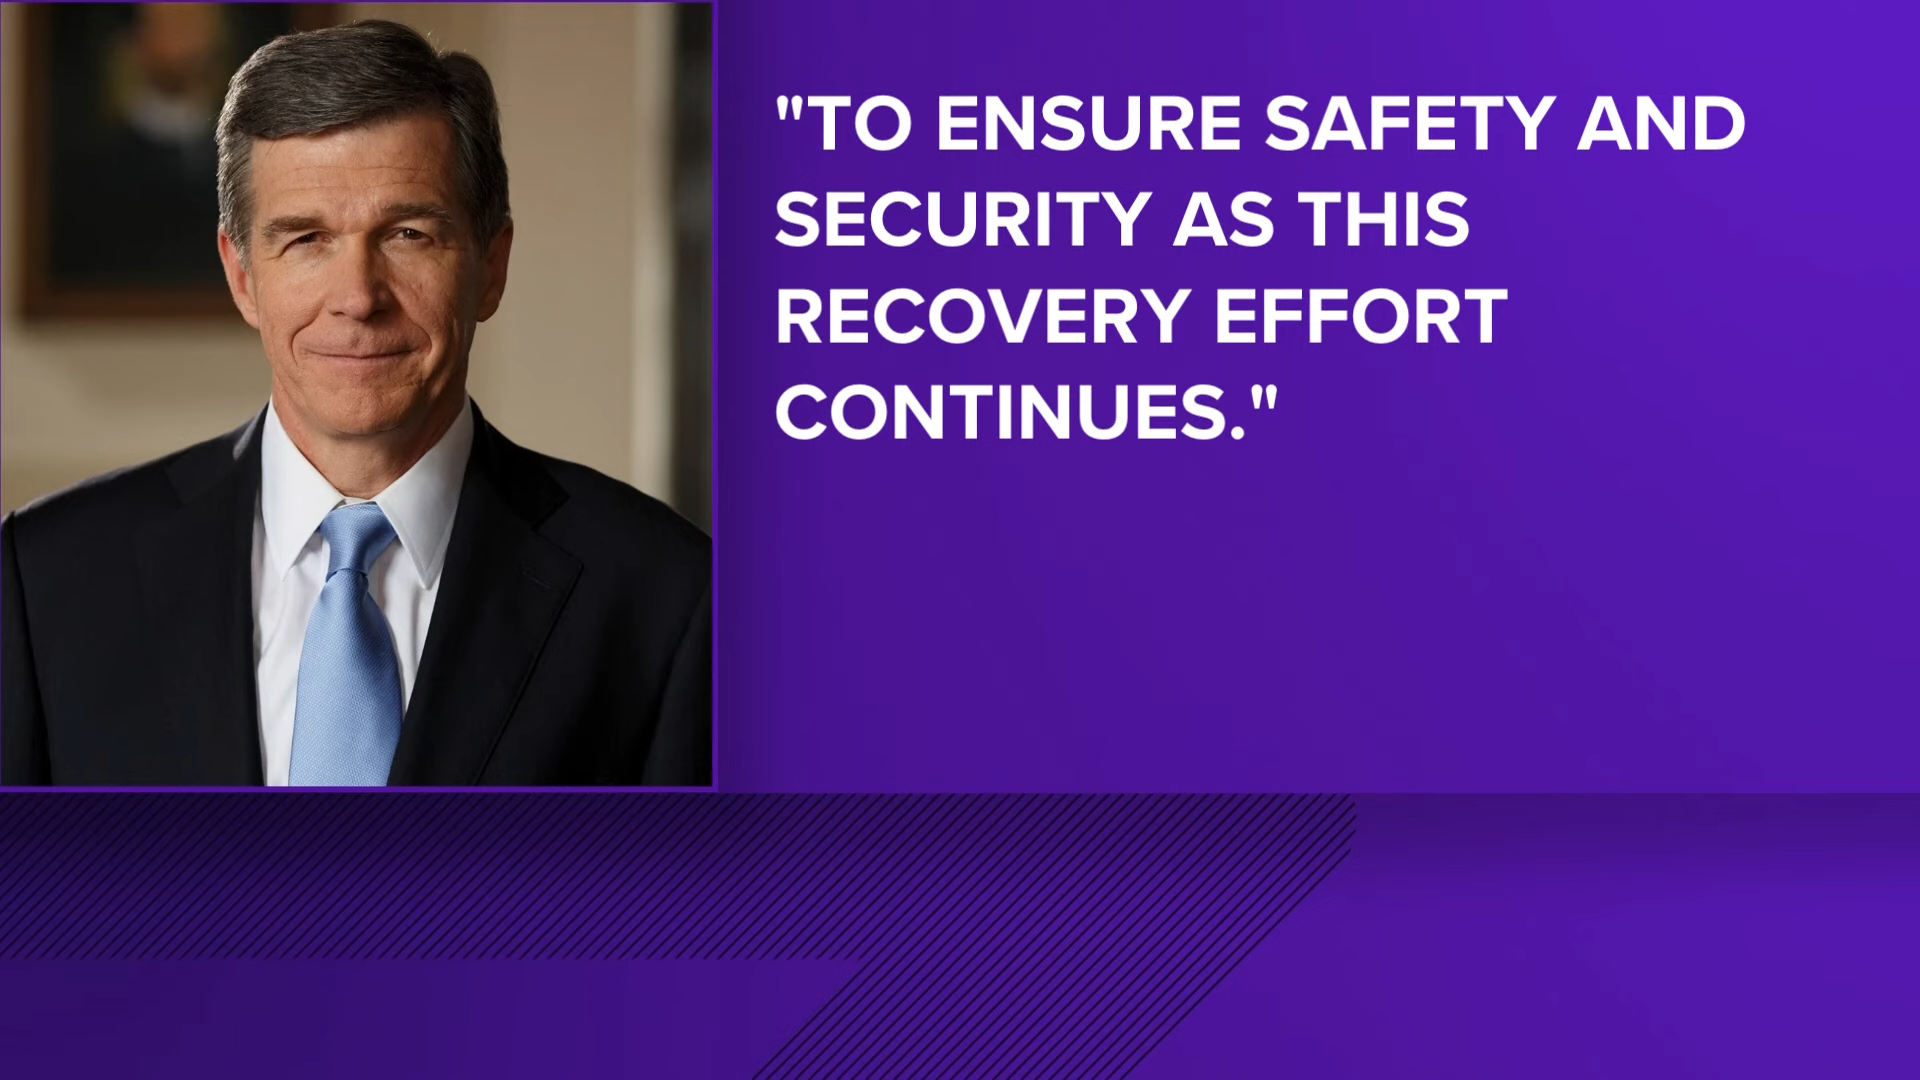 "TO ENSURE SAFETY AND
SECURITY AS THIS
RECOVERY EFFORT
CONTINUES."